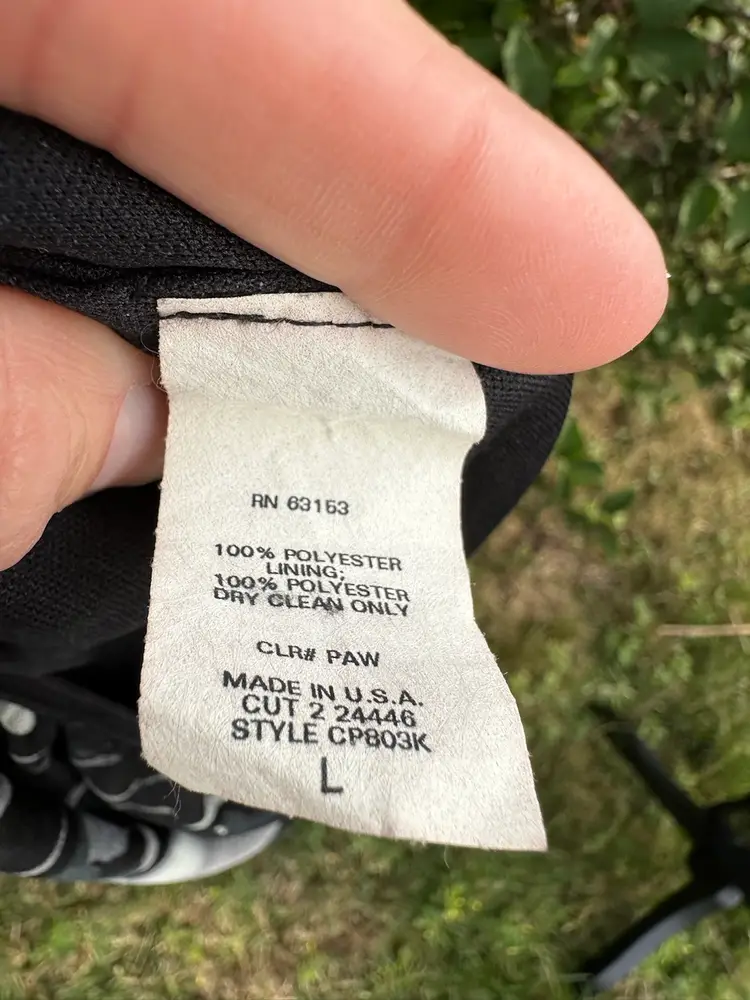 RN 63153
100% POLYESTER
LINING;
100% POLYESTER
DRY CLEAN ONLY
CLR# PAW
MADE IN U.S.A.
CUT 2 24446
STYLE CP803K
L